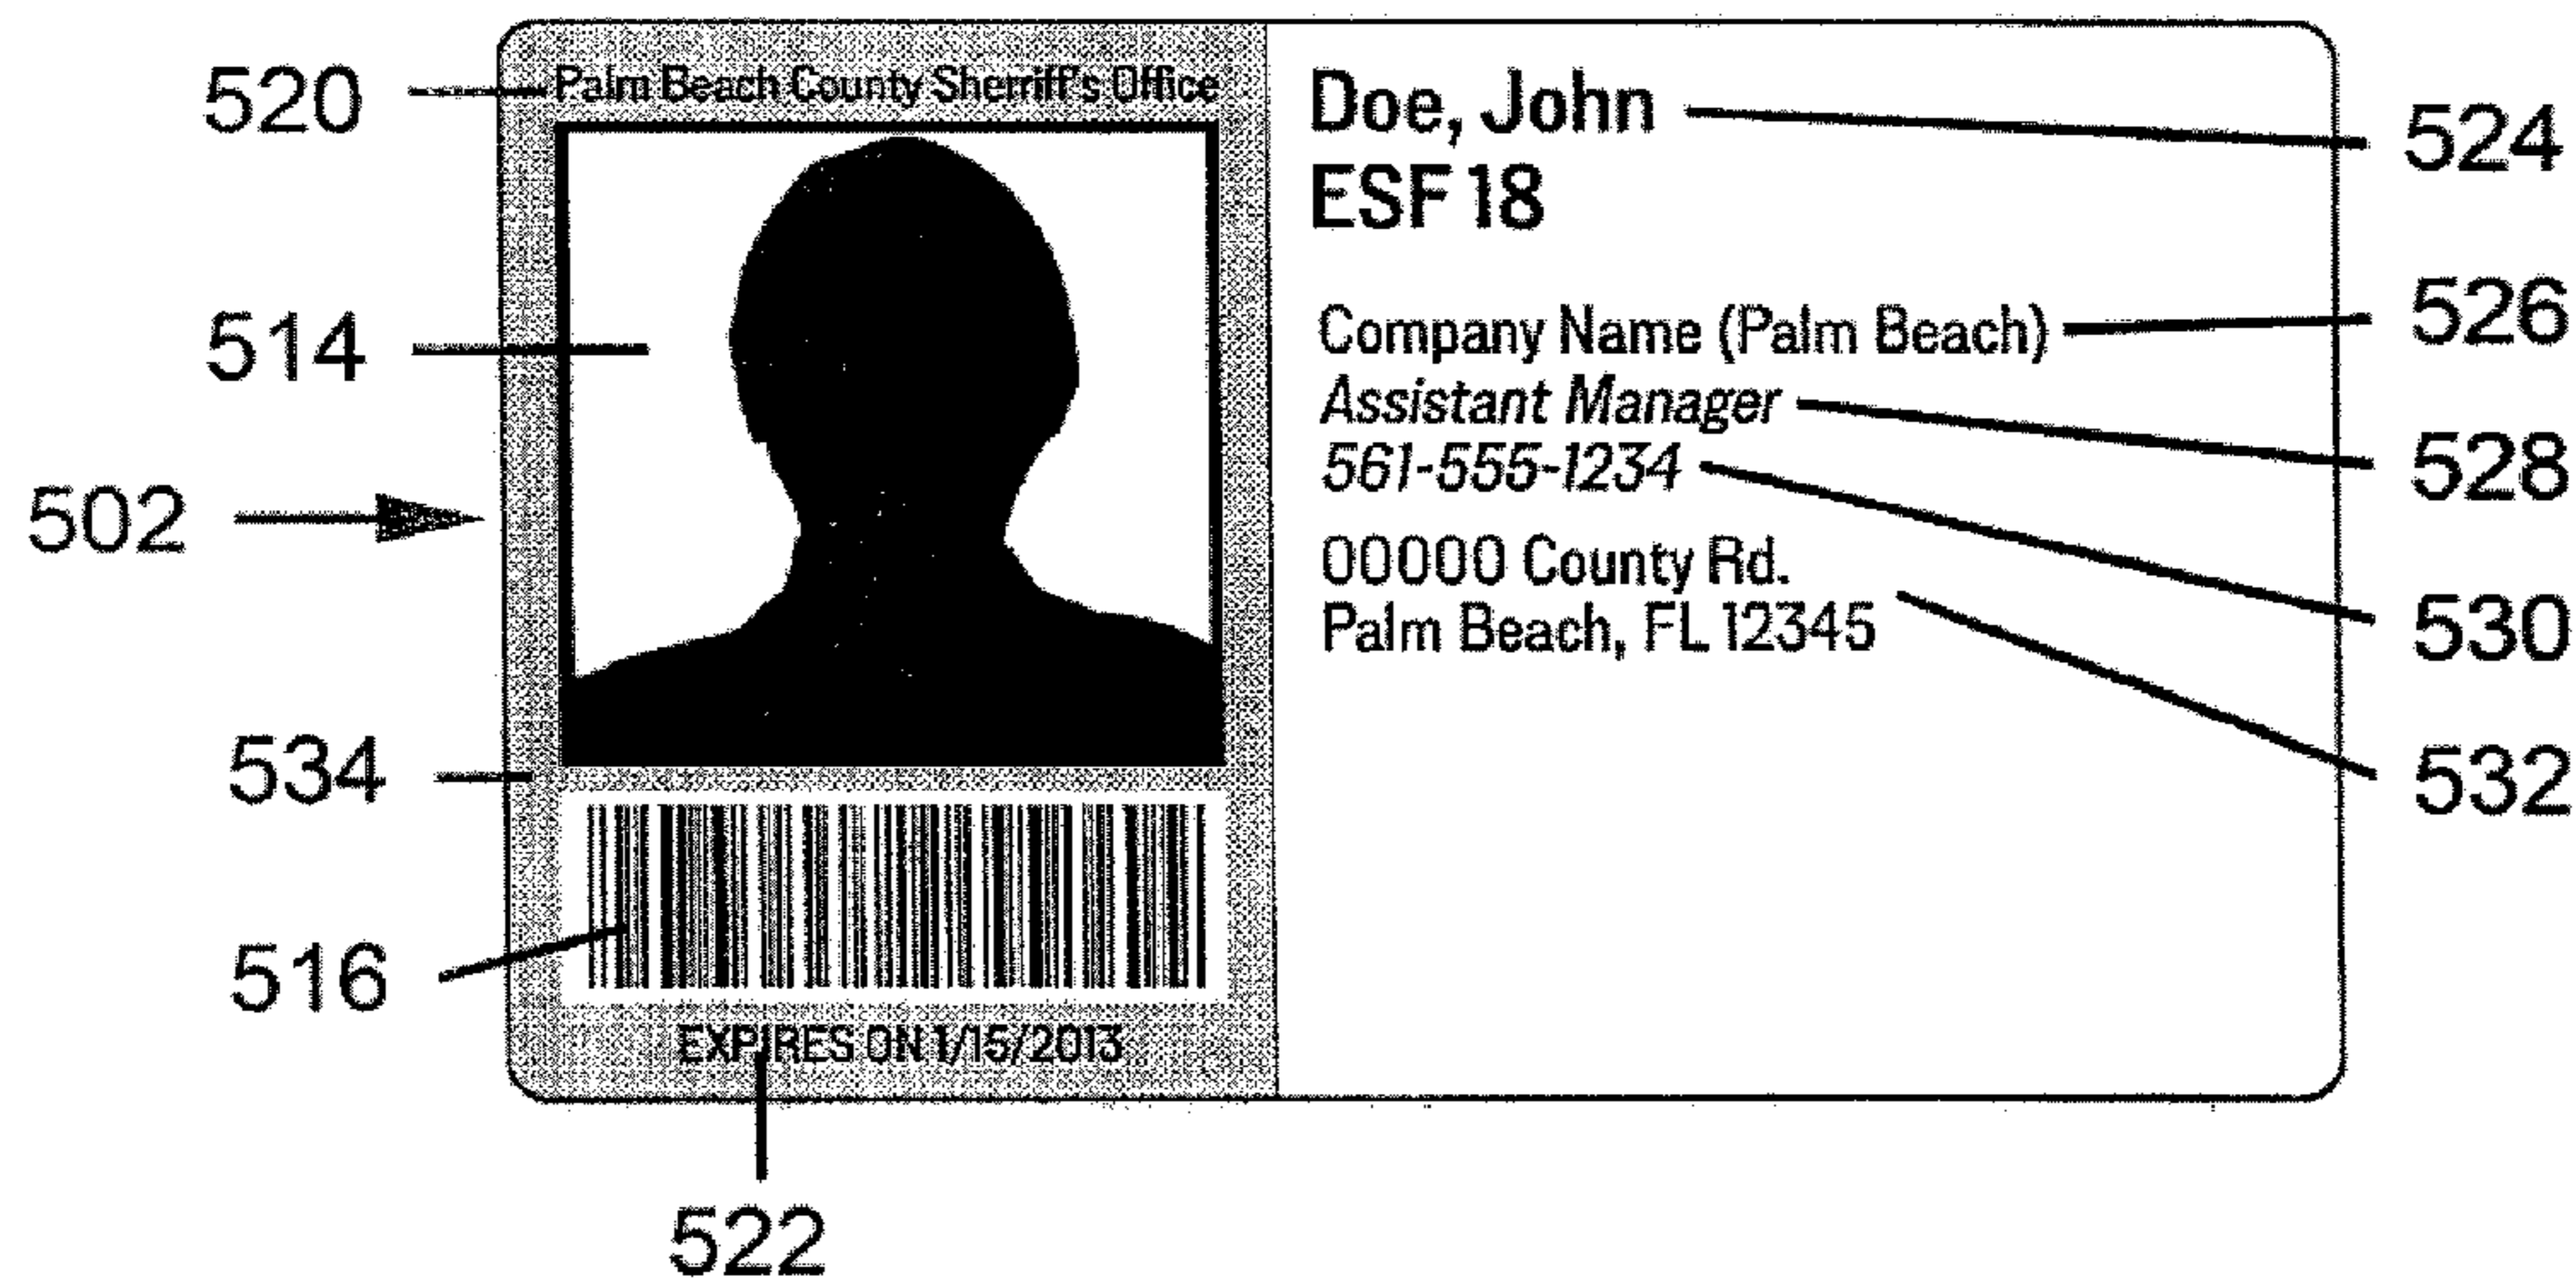 520
Palm Beach County Sherriff's Office
514
502
534
516
EXPIRES ON 1/15/2013
522
Doe, John
524
ESF 18
Company Name (Palm Beach)
526
Assistant Manager
528
561-555-1234
530
00000 County Rd.
Palm Beach, FL 12345
532